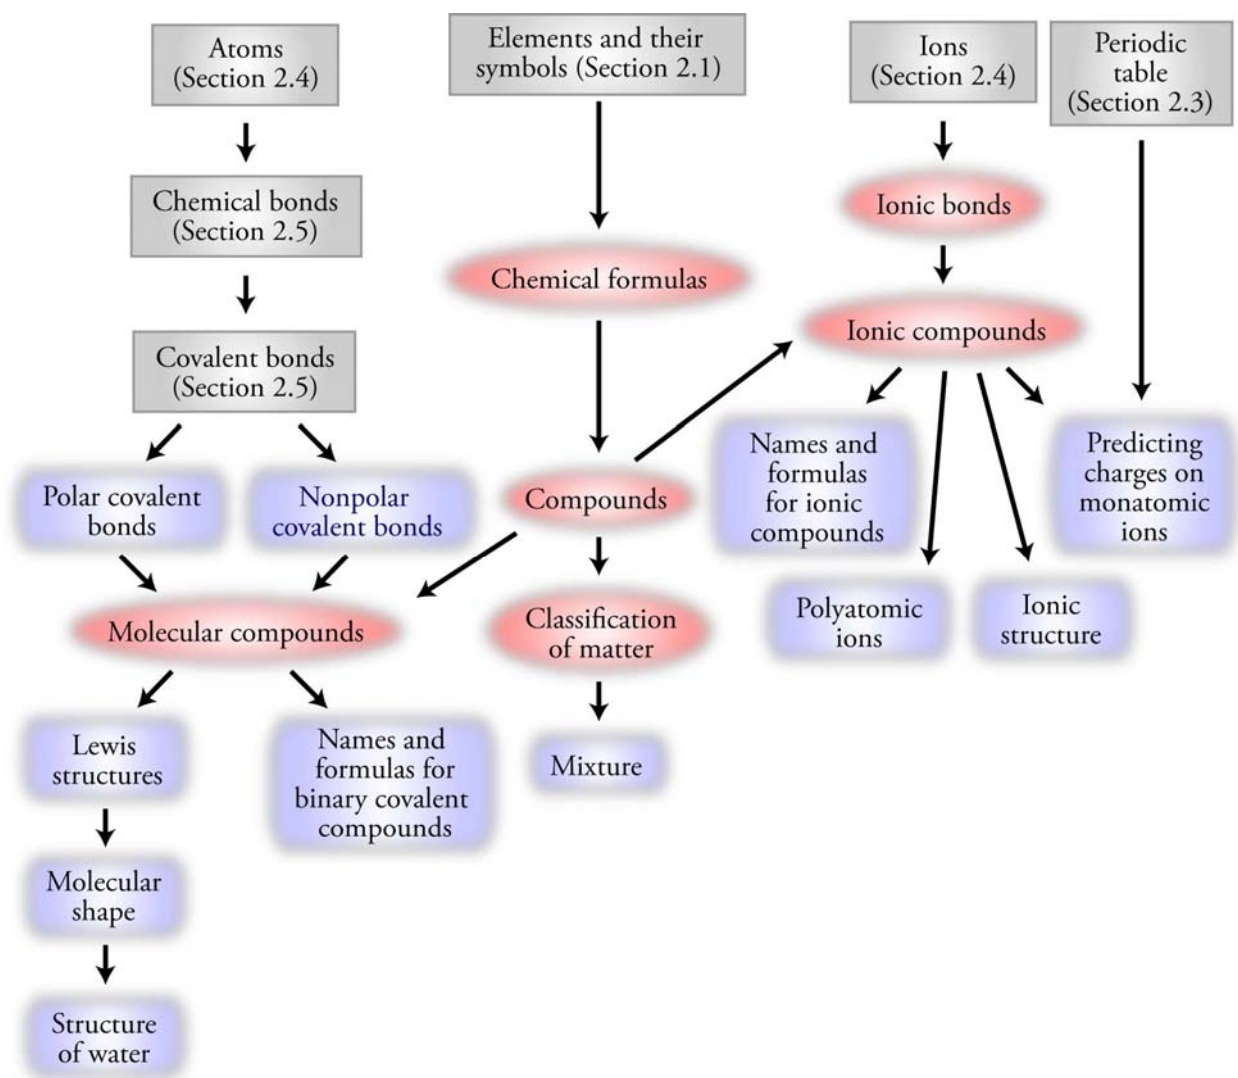 Atoms
(Section 2.4)
Elements and their
symbols (Section 2.1)
Ions
(Section 2.4)
Periodic
table
(Section 2.3)
Chemical bonds
(Section 2.5)
Ionic bonds
Chemical formulas
Ionic compounds
Covalent bonds
(Section 2.5)
Polar covalent
bonds
Nonpolar
covalent bonds
Compounds
Names and
formulas
for ionic
compounds
Predicting
charges on
monatomic
ions
Molecular compounds
Classification
of matter
Polyatomic
ions
Ionic
structure
Lewis
structures
Names and
formulas for
binary covalent
compounds
Mixture
Molecular
shape
Structure
of water